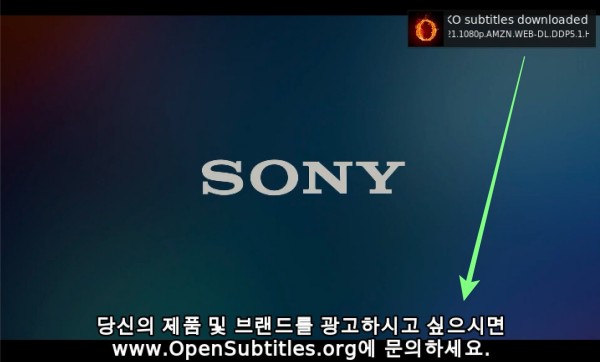 KO subtitles downloaded
21.1080p.AMZN.WEB-DL.DDP5.1.H
SONY
당신의 제품 및 브랜드를 광고하시고 싶으시면
www.OpenSubtitles.org에 문의하세요.